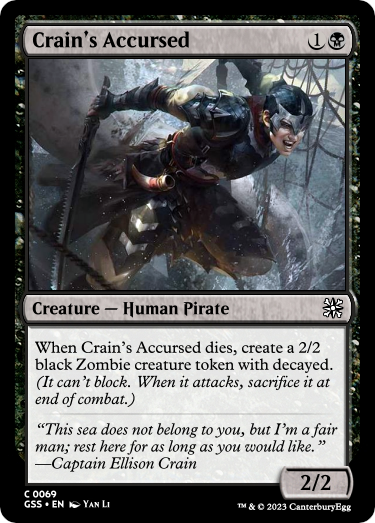 Crain's Accursed 1
Creature — Human Pirate
When Crain's Accursed dies, create a 2/2
black Zombie creature token with decayed.
(It can't block. When it attacks, sacrifice it at
end of combat.)
"This sea does not belong to you, but I'm a fair
man; rest here for as long as you would like."
—Captain Ellison Crain
2/2
C 0069
GSS • EN Yan Li
™ & © 2023 CanterburyEgg